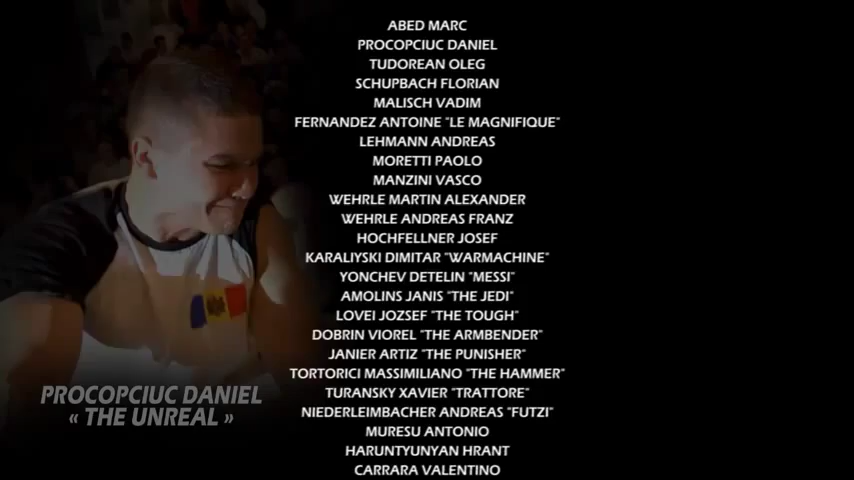 ABED MARC
PROCOPCIUC DANIEL
TUDOREAN OLEG
SCHUPBACH FLORIAN
MALISCH VADIM
FERNANDEZ ANTOINE "LE MAGNIFIQUE"
LEHMANN ANDREAS
MORETTI PAOLO
MANZINI VASCO
WEHRLE MARTIN ALEXANDER
WEHRLE ANDREAS FRANZ
HOCHFELLNER JOSEF
KARALIYSKI DIMITAR "WARMACHINE"
YONCHEV DETELIN "MESSI"
AMOLINS JANIS "THE JEDI"
LOVEI JOZSEF "THE TOUGH"
DOBRIN VIOREL "THE ARMBENDER"
JANIER ARTIZ "THE PUNISHER"
TORTORICI MASSIMILIANO "THE HAMMER"
TURANSKY XAVIER "TRATTORE"
NIEDERLEIMBACHER ANDREAS "FUTZI"
MURESU ANTONIO
HARUNTYUNYAN HRANT
CARRARA VALENTINO
PROCOPCIUC DANIEL
« THE UNREAL »